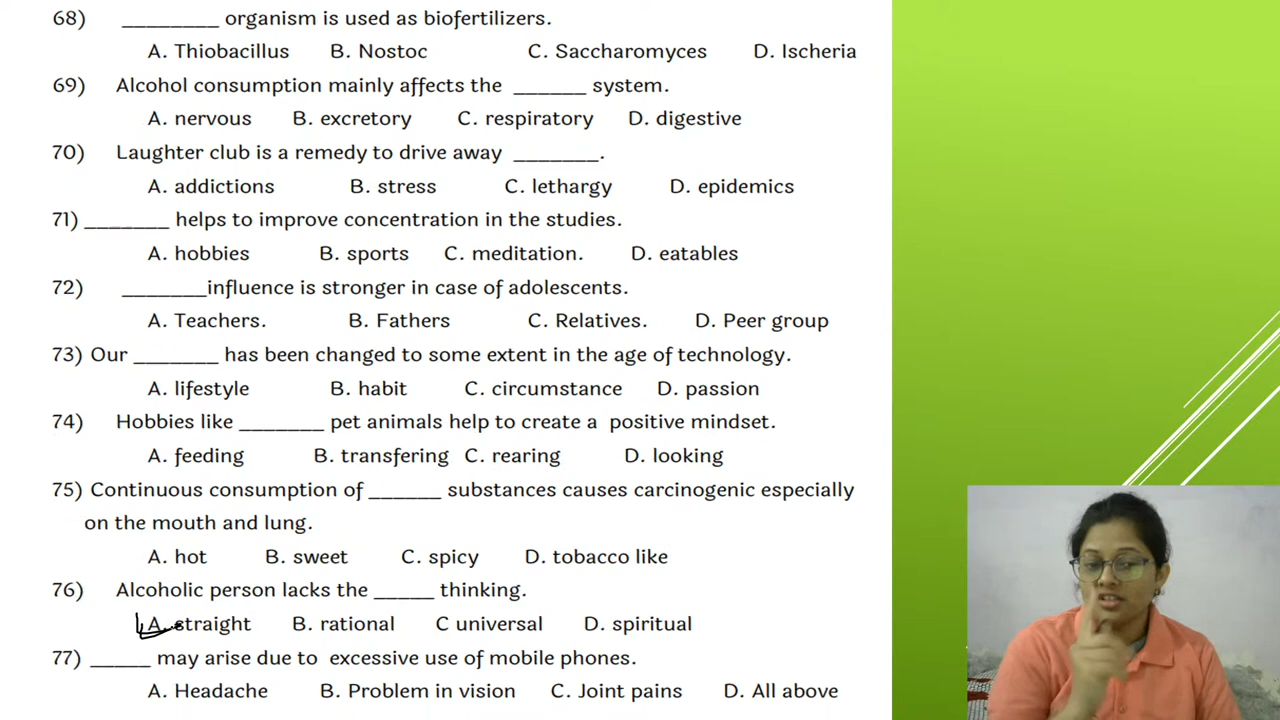 68) ________ organism is used as biofertilizers.
A. Thiobacillus B. Nostoc C. Saccharomyces D. Ischeria
69) Alcohol consumption mainly affects the ______ system.
A. nervous B. excretory C. respiratory D. digestive
70) Laughter club is a remedy to drive away _______.
A. addictions B. stress C. lethargy D. epidemics
71) _______ helps to improve concentration in the studies.
A. hobbies B. sports C. meditation. D. eatables
72) _______influence is stronger in case of adolescents.
A. Teachers. B. Fathers C. Relatives. D. Peer group
73) Our _______ has been changed to some extent in the age of technology.
A. lifestyle B. habit C. circumstance D. passion
74) Hobbies like _______ pet animals help to create a positive mindset.
A. feeding B. transfering C. rearing D. looking
75) Continuous consumption of ______ substances causes carcinogenic especially
on the mouth and lung.
A. hot B. sweet C. spicy D. tobacco like
76) Alcoholic person lacks the _____ thinking.
A. straight B. rational C universal D. spiritual
77) _____ may arise due to excessive use of mobile phones.
A. Headache B. Problem in vision C. Joint pains D. All above